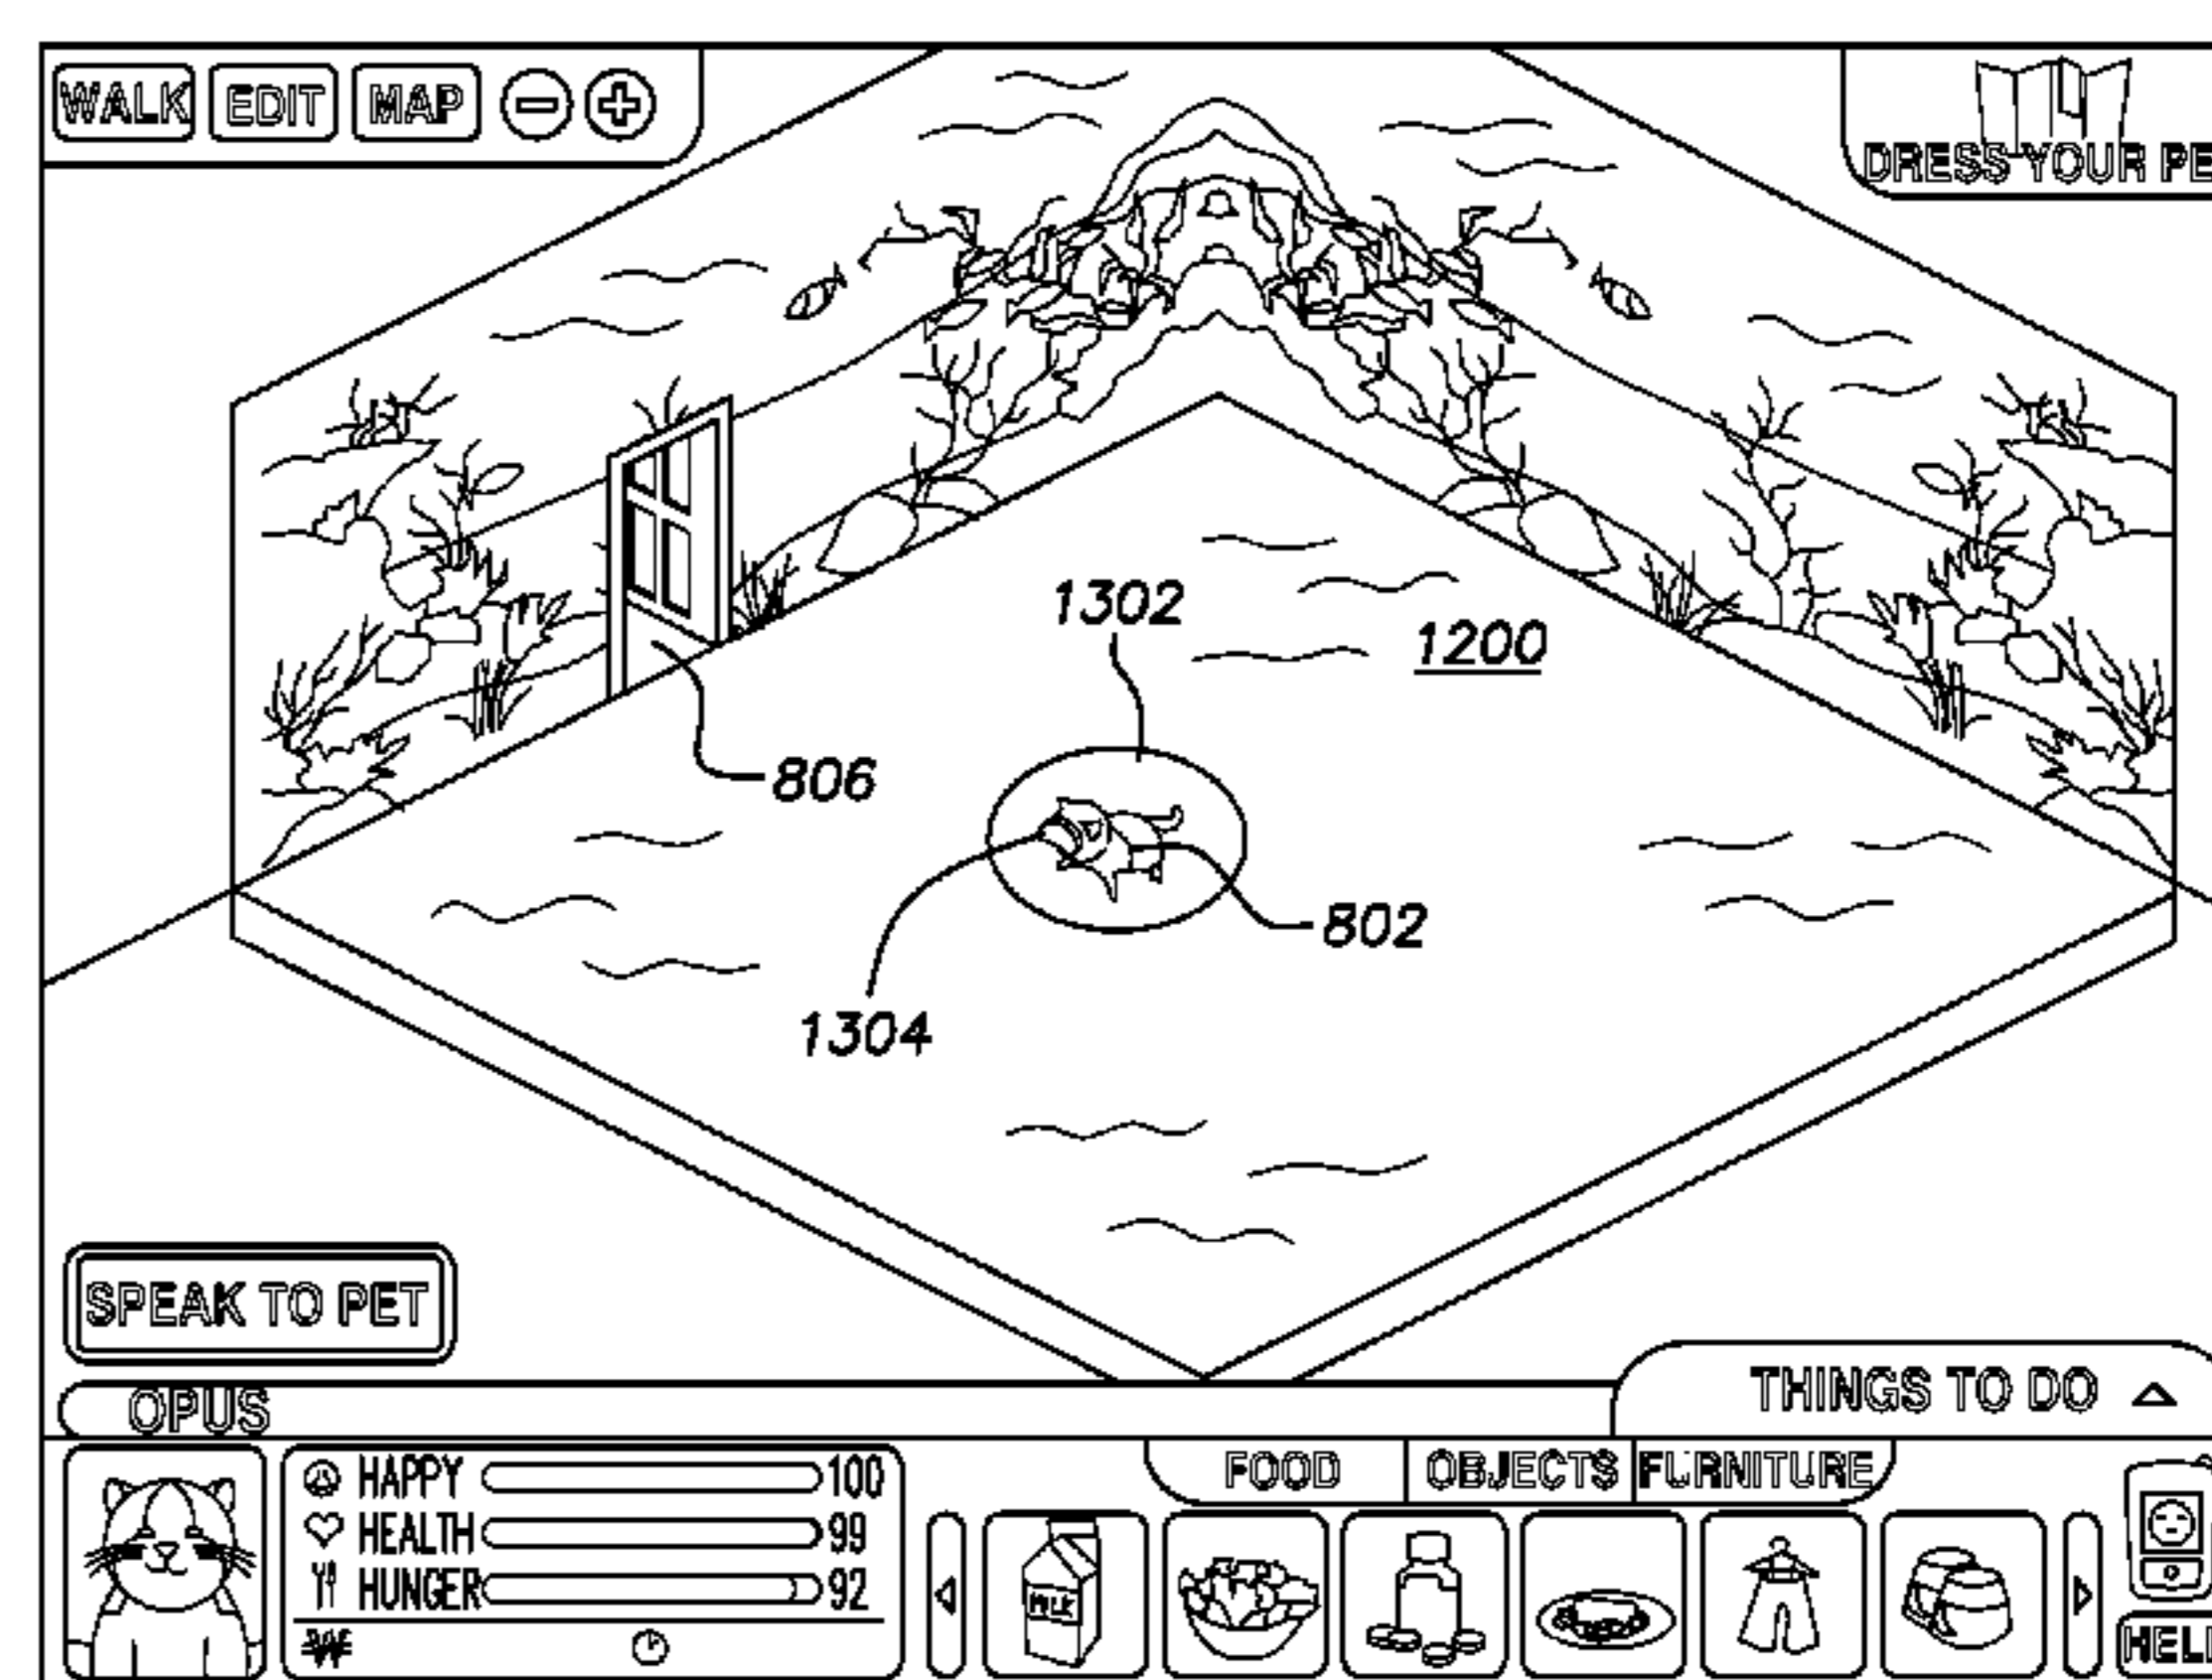 WALK EDIT MAP
DRESS YOUR PE
1302
1200
806
802
1304
SPEAK TO PET
THINGS TO DO
OPUS
HAPPY 100
HEALTH 99
HUNGER 92
FOOD OBJECTS FURNITURE
MILK
HEL